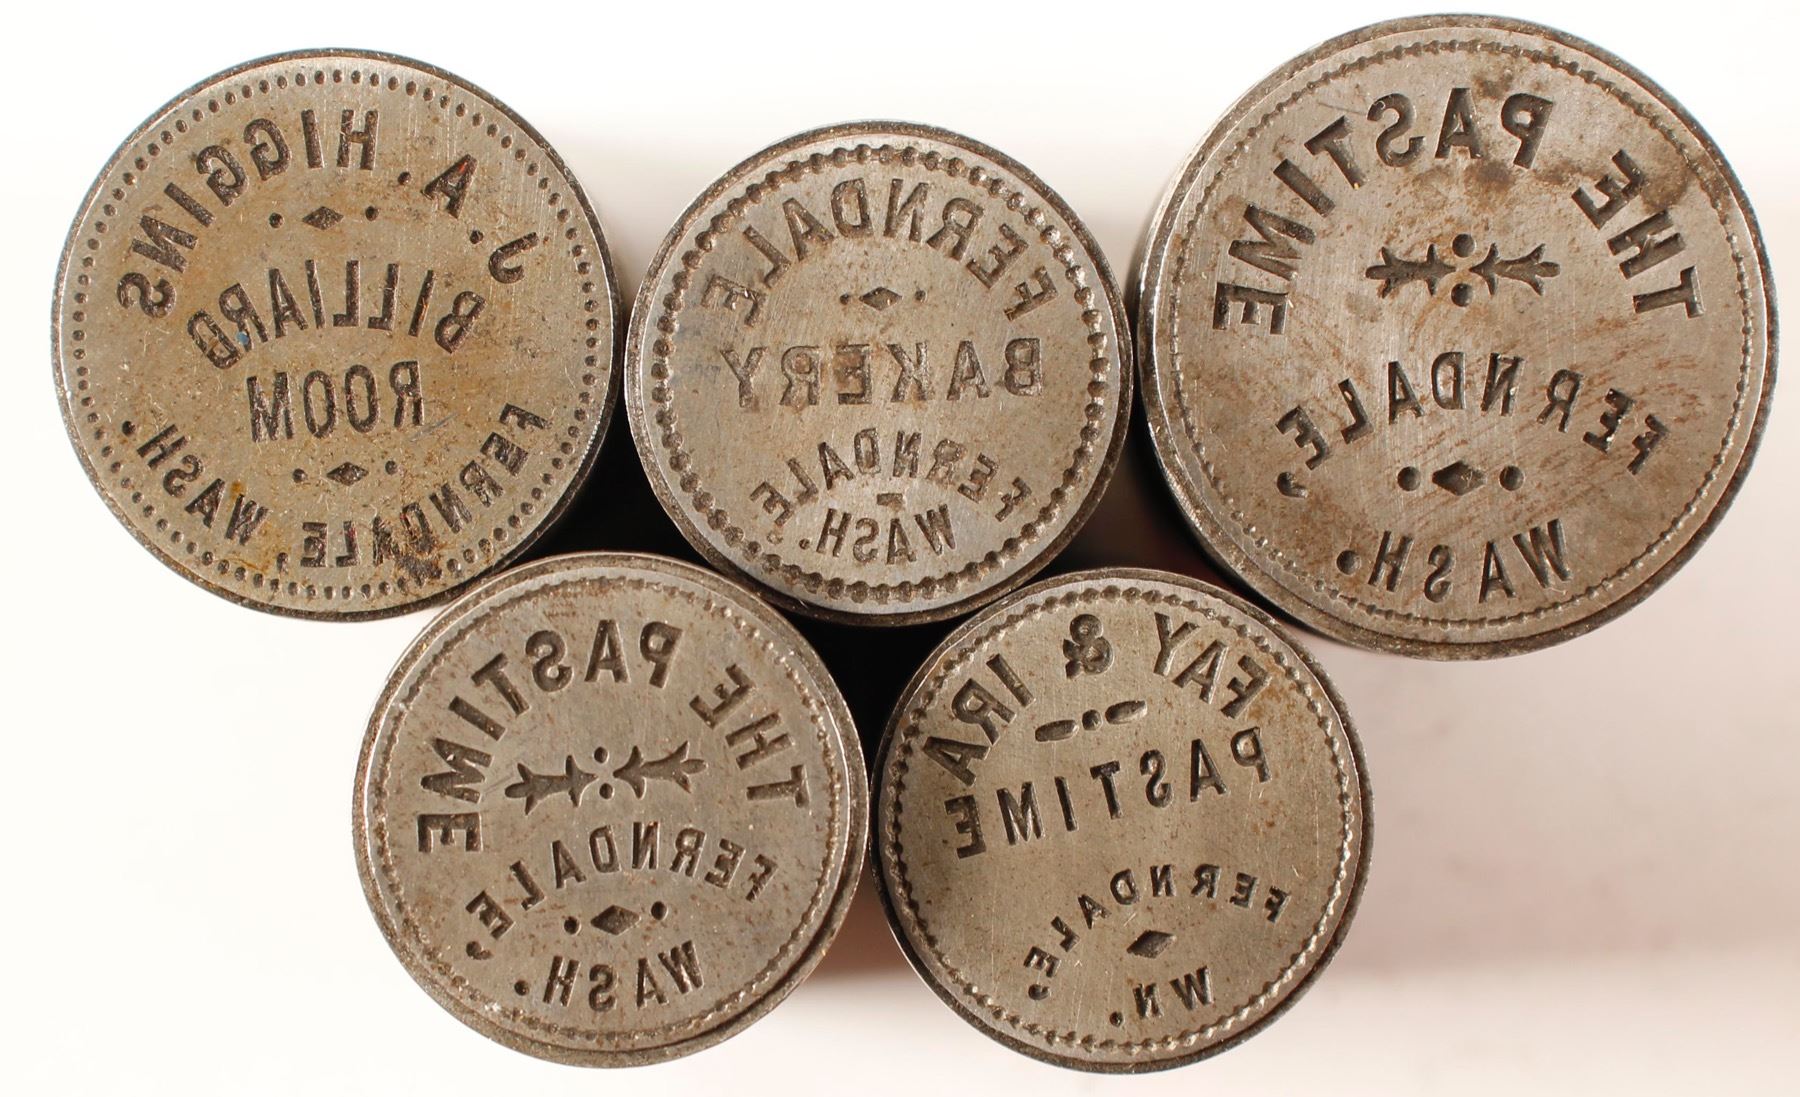 J. A. HIGGINS
BILLIARD
ROOM
FERNDALE, WASH.
FERNDALE
BAKERY
FERNDALE,
WASH.
THE PASTIME
FERNDALE,
WASH.
THE PASTIME
FERNDALE,
WASH.
FAY & IRA
PASTIME
FERNDALE,
WN.